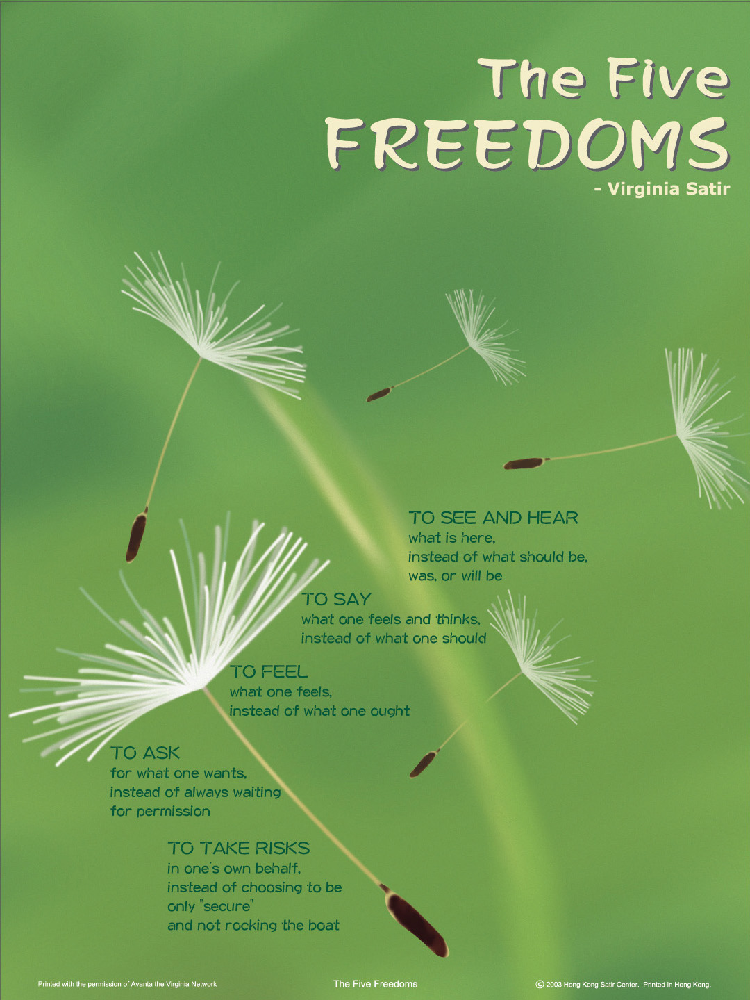 The Five
FREEDOMS
- Virginia Satir
TO SEE AND HEAR
what is here,
instead of what should be,
was, or will be
TO SAY
what one feels and thinks,
instead of what one should
TO FEEL
what one feels,
instead of what one ought
TO ASK
for what one wants,
instead of always waiting
for permission
TO TAKE RISKS
in one's own behalf,
instead of choosing to be
only "secure"
and not rocking the boat
Printed with the permission of Avanta the Virginia Network
The Five Freedoms
© 2003 Hong Kong Satir Center. Printed in Hong Kong.